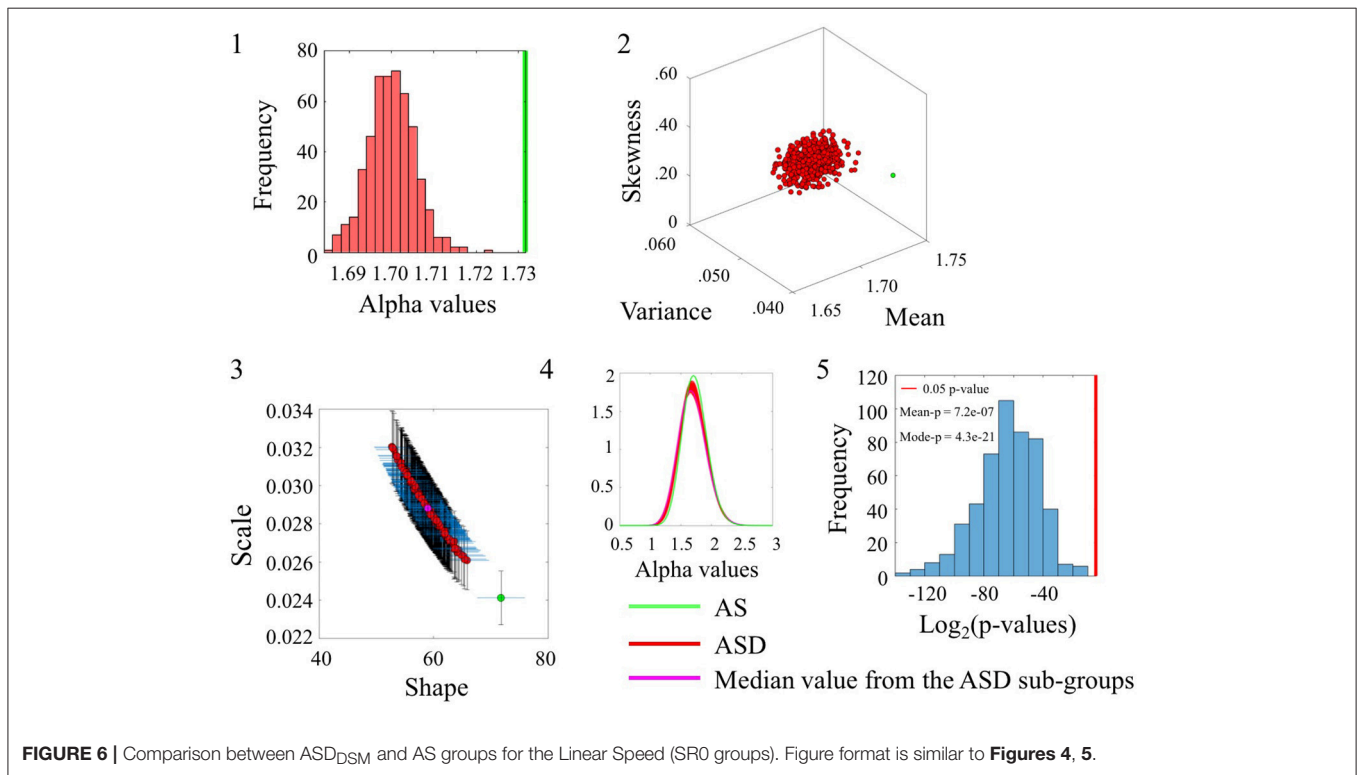 1
80
60
40
20
0
Frequency
1.69 1.70 1.71 1.72 1.73
Alpha values
2
.60
.40
.20
0
Skewness
.060
.050
.040
Variance
1.65
1.70
1.75
Mean
3
0.034
0.032
0.030
0.028
0.026
0.024
0.022
Scale
40 60 80
Shape
4
2
1.5
1
0.5
0
0.5 1 1.5 2 2.5 3
Alpha values
AS
ASD
Median value from the ASD sub-groups
5
120
100
80
60
40
20
0
Frequency
0.05 p-value
Mean-p = 7.2e-07
Mode-p = 4.3e-21
-120 -80 -40
Log₂(p-values)
FIGURE 6 | Comparison between ASD_DSM and AS groups for the Linear Speed (SR0 groups). Figure format is similar to Figures 4, 5.